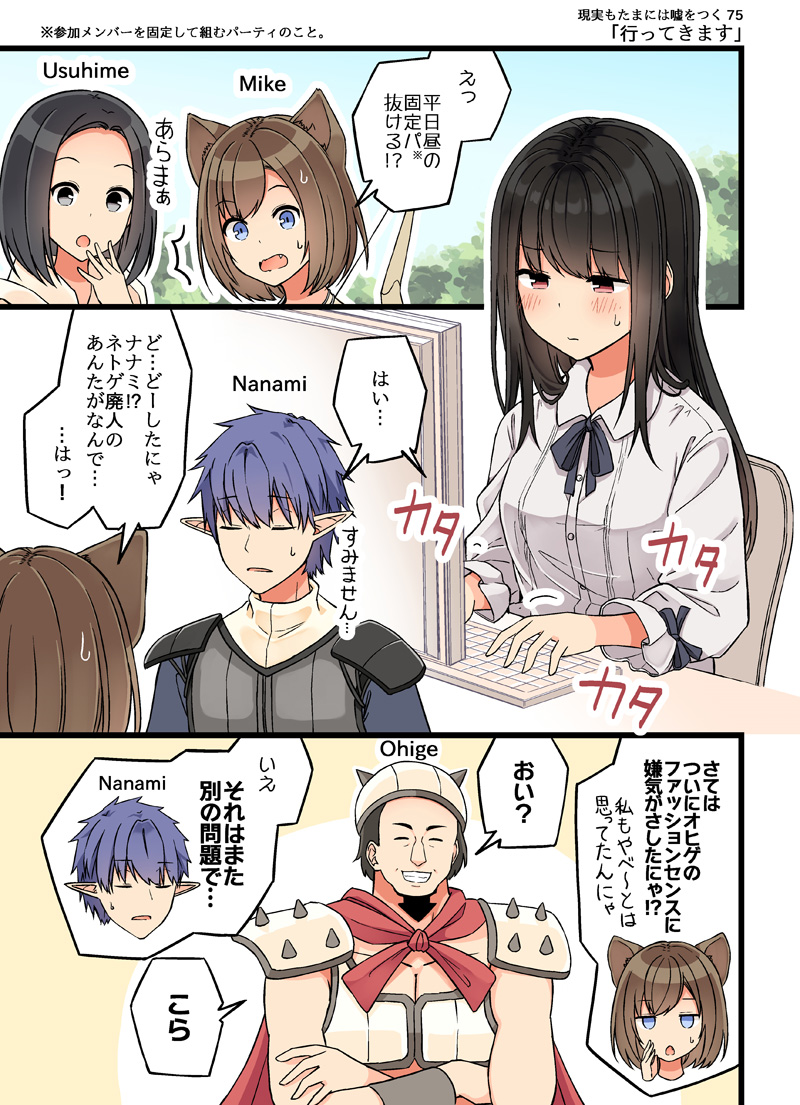 現実もたまには嘘をつく 75
「行ってきます」
※参加メンバーを固定して組むパーティのこと。
えっ
平日昼の
固定パ※
抜ける!?
Mike
あらまぁ
Usuhime
はい…
すみません…
Nanami
ど…どーしたにゃ
ナナミ!?
ネトゲ廃人の
あんたがなんで…
…はっ!
カタ
カタ
カタ
さては
ついにオヒゲの
ファッションセンスに
嫌気がさしたにゃ!?
私もやべ〜とは
思ってたんにゃ
おい?
Ohige
いえ
それはまた
別の問題で…
Nanami
こら